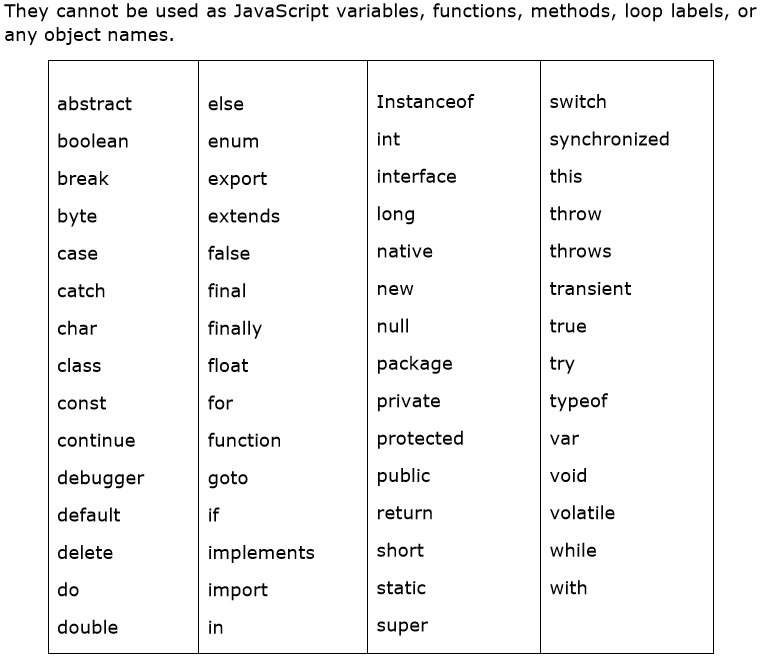 They cannot be used as JavaScript variables, functions, methods, loop labels, or
any object names.
abstract else Instanceof switch
boolean enum int synchronized
break export interface this
byte extends long throw
case false native throws
catch final new transient
char finally null true
class float package try
const for private typeof
continue function protected var
debugger goto public void
default if return volatile
delete implements short while
do import static with
double in super